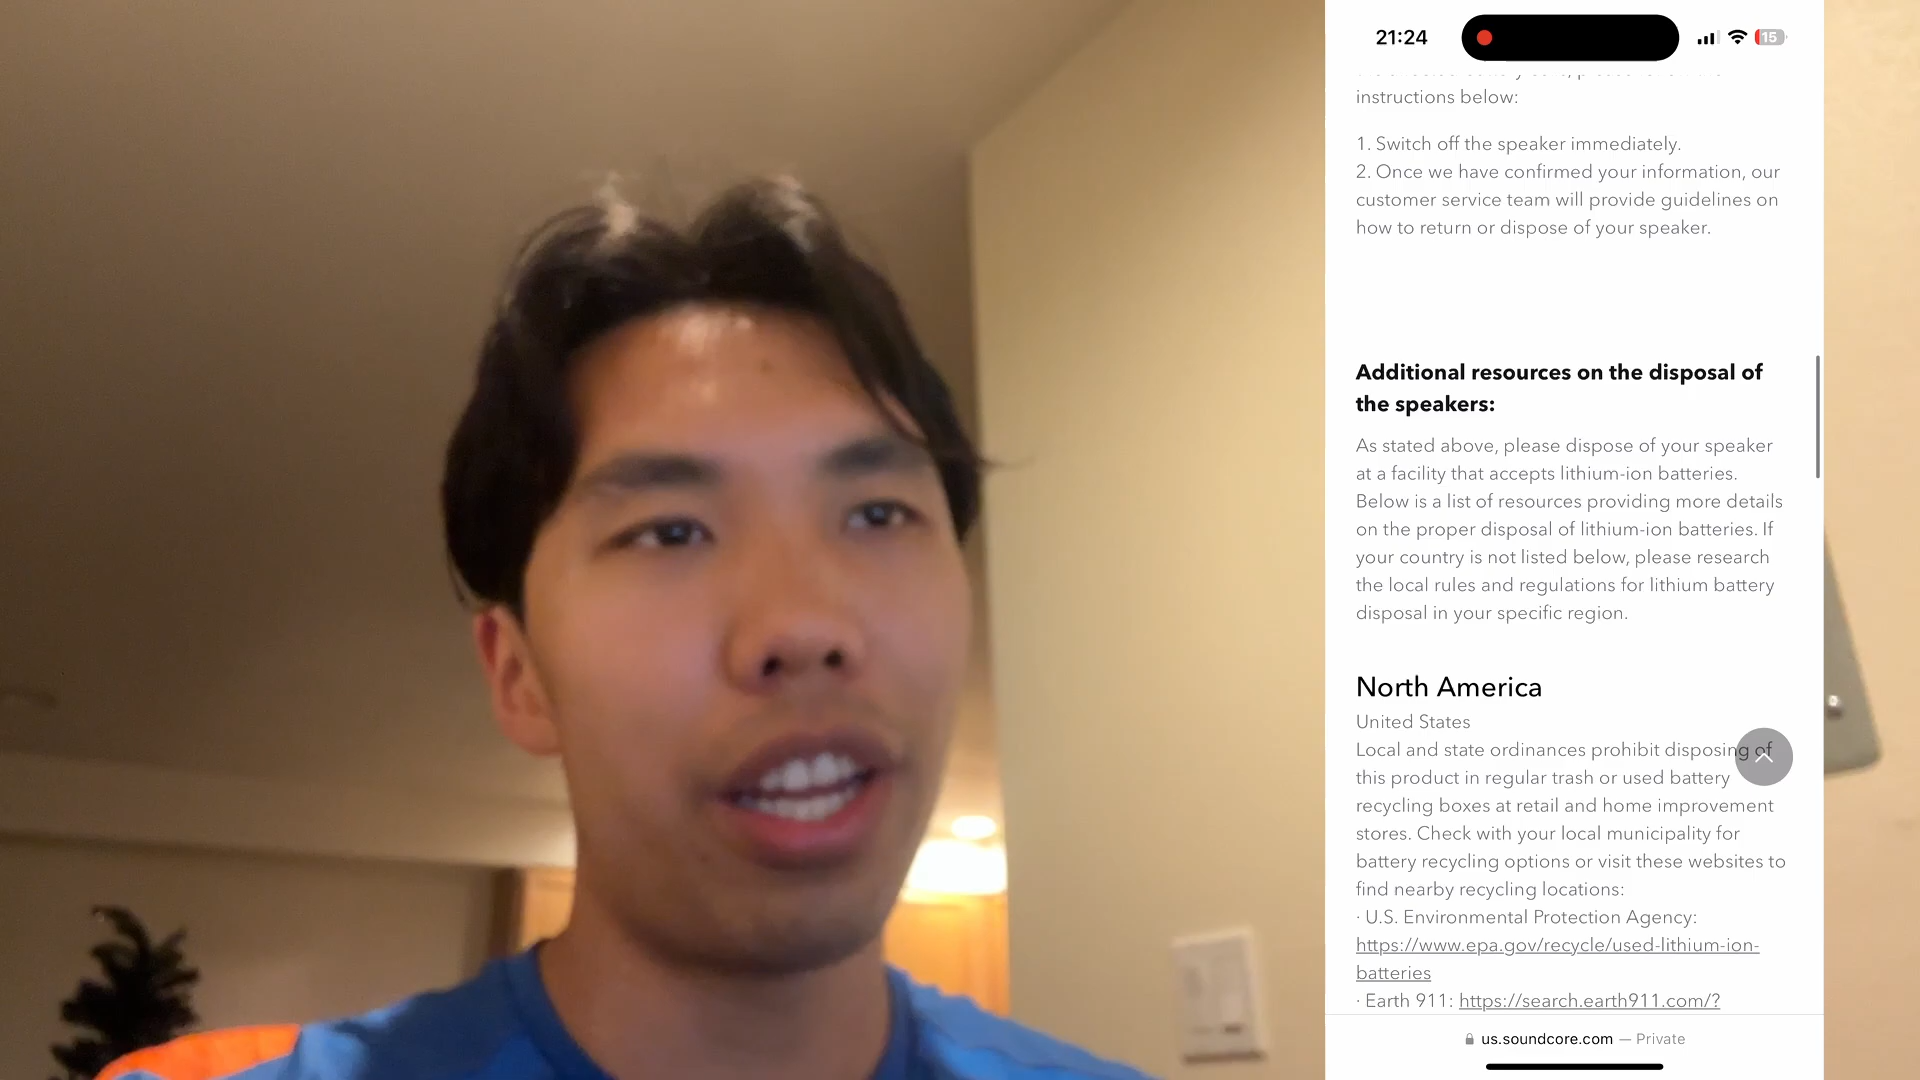 21:24
15
instructions below:
1. Switch off the speaker immediately.
2. Once we have confirmed your information, our
customer service team will provide guidelines on
how to return or dispose of your speaker.
Additional resources on the disposal of
the speakers:
As stated above, please dispose of your speaker
at a facility that accepts lithium-ion batteries.
Below is a list of resources providing more details
on the proper disposal of lithium-ion batteries. If
your country is not listed below, please research
the local rules and regulations for lithium battery
disposal in your specific region.
North America
United States
Local and state ordinances prohibit disposing of
this product in regular trash or used battery
recycling boxes at retail and home improvement
stores. Check with your local municipality for
battery recycling options or visit these websites to
find nearby recycling locations:
· U.S. Environmental Protection Agency:
https://www.epa.gov/recycle/used-lithium-ion-
batteries
· Earth 911: https://search.earth911.com/?
us.soundcore.com — Private